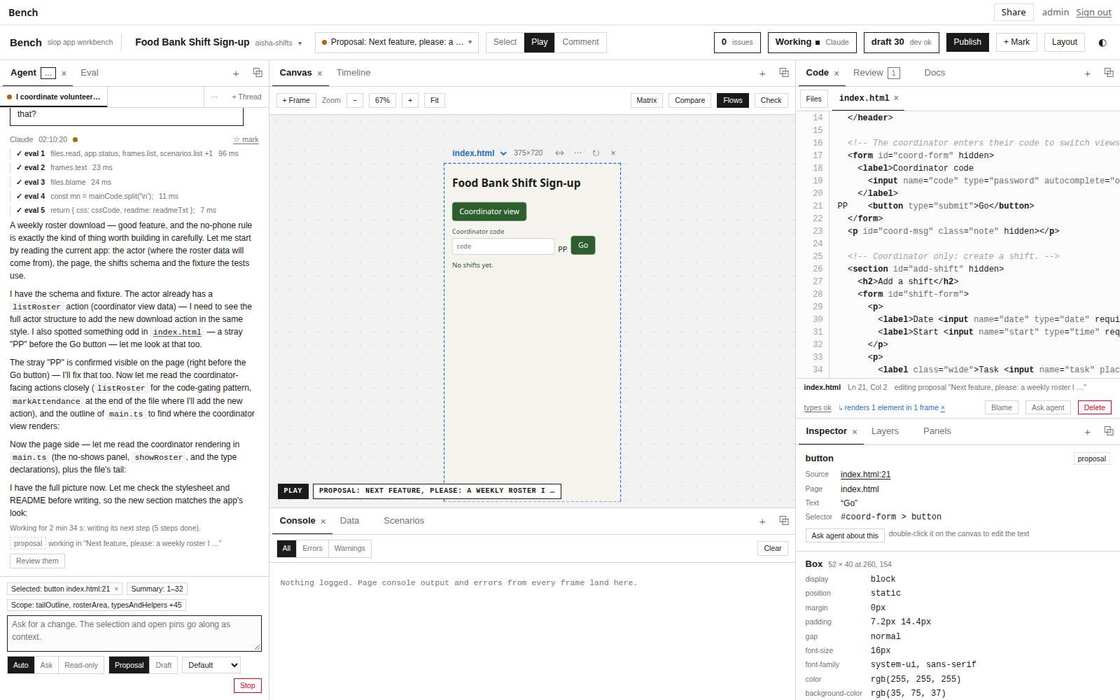 Bench
Share admin Sign out
Bench slop app workbench Food Bank Shift Sign-up aisha-shifts ▾ Proposal: Next feature, please: a ... ▾ Select Play Comment 0 issues Working ■ Claude draft 30 dev ok Publish + Mark Layout
Agent ... × Eval +
I coordinate volunteer... ... + Thread
that?
Claude 02:10:20 ☆ mark
✓ eval 1 files.read, app.status, frames.list, scenarios.list +1 96 ms
✓ eval 2 frames.text 23 ms
✓ eval 3 files.blame 24 ms
✓ eval 4 const mn = mainCode.split('\n'); 11 ms
✓ eval 5 return { css: cssCode, readme: readmeTxt }; 7 ms
A weekly roster download — good feature, and the no-phone rule
is exactly the kind of thing worth building in carefully. Let me start
by reading the current app: the actor (where the roster data will
come from), the page, the shifts schema and the fixture the tests
use.
I have the schema and fixture. The actor already has a
listRoster action (coordinator view data) — I need to see the
full actor structure to add the new download action in the same
style. I also spotted something odd in index.html — a stray
"PP" before the Go button — let me look at that too.
The stray "PP" is confirmed visible on the page (right before the
Go button) — I'll fix that too. Now let me read the coordinator-
facing actions closely ( listRoster for the code-gating pattern,
markAttendance at the end of the file where I'll add the new
action), and the outline of main.ts to find where the coordinator
view renders:
Now the page side — let me read the coordinator rendering in
main.ts (the no-shows panel, showRoster, and the type
declarations), plus the file's tail:
I have the full picture now. Let me check the stylesheet and
README before writing, so the new section matches the app's
look:
Working for 2 min 34 s: writing its next step (5 steps done).
proposal · working in "Next feature, please: a weekly roster I ..."
Review them
Selected: button index.html:21 × Summary: 1–32
Scope: tailOutline, rosterArea, typesAndHelpers +45
Ask for a change. The selection and open pins go along as
context.
Auto Ask Read-only Proposal Draft Default
Stop
Canvas × Timeline +
+ Frame Zoom − 67% + Fit Matrix Compare Flows Check
index.html 375×720 ⋯ ×
Food Bank Shift Sign-up
Coordinator view
Coordinator code
code PP Go
No shifts yet.
PLAY PROPOSAL: NEXT FEATURE, PLEASE: A WEEKLY ROSTER I …
Console × Data Scenarios +
All Errors Warnings Clear
Nothing logged. Page console output and errors from every frame land here.
Code × Review 1 Docs +
Files index.html ×
14 </header>
15
16 <!-- The coordinator enters their code to switch views
17 <form id="coord-form" hidden>
18 <label>Coordinator code
19 <input name="code" type="password" autocomplete="o
20 </label>
21 PP <button type="submit">Go</button>
22 </form>
23 <p id="coord-msg" class="note" hidden></p>
24
25 <!-- Coordinator only: create a shift. -->
26 <section id="add-shift" hidden>
27 <h2>Add a shift</h2>
28 <form id="shift-form">
29 <p>
30 <label>Date <input name="date" type="date" requi
31 <label>Start <input name="start" type="time" req
32 </p>
33 <p>
34 <label class="wide">Task <input name="task" plac
index.html Ln 21, Col 2 editing proposal "Next feature, please: a weekly roster I ..."
types ok ↳ renders 1 element in 1 frame × Blame Ask agent Delete
Inspector × Layers Panels +
button proposal
Source index.html:21
Page index.html
Text “Go”
Selector #coord-form > button
Ask agent about this double-click it on the canvas to edit the text
Box 52 × 40 at 260, 154
display block
position static
margin 0px
padding 7.2px 14.4px
gap normal
font-size 16px
font-family system-ui, sans-serif
color rgb(255, 255, 255)
background-color rgb(35, 75, 37)